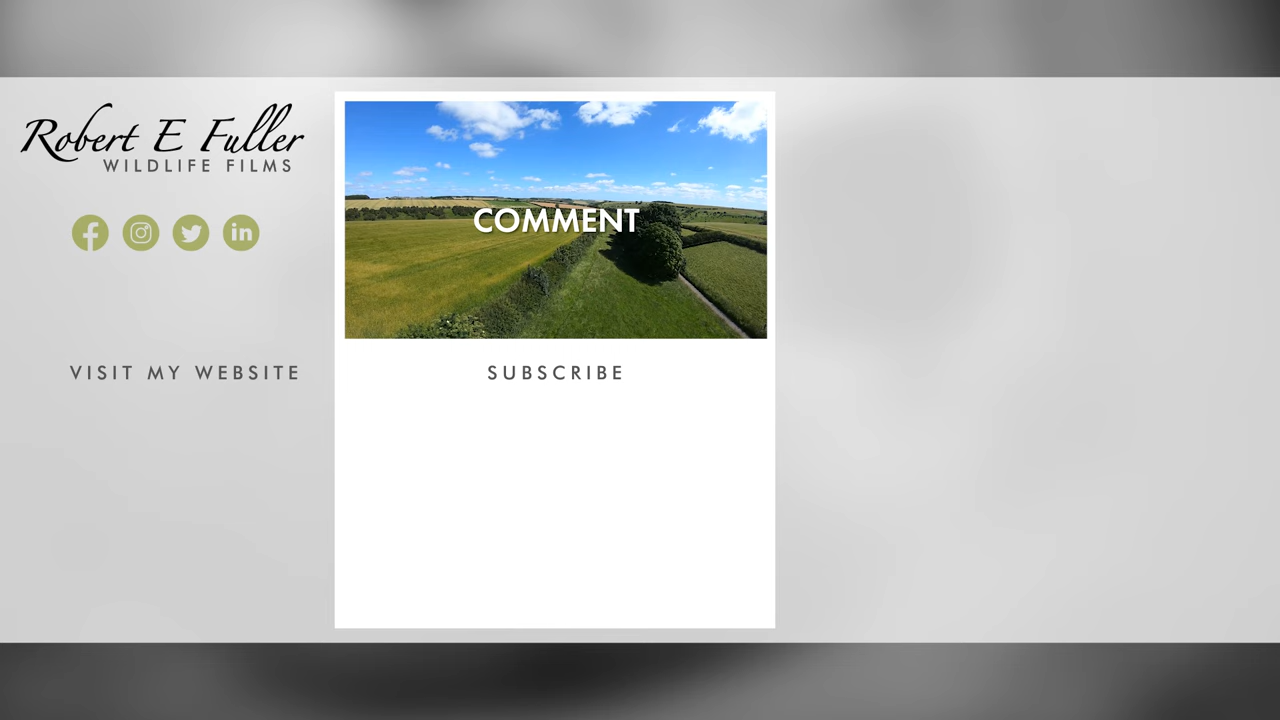 Robert E Fuller
WILDLIFE FILMS
COMMENT
VISIT MY WEBSITE
SUBSCRIBE